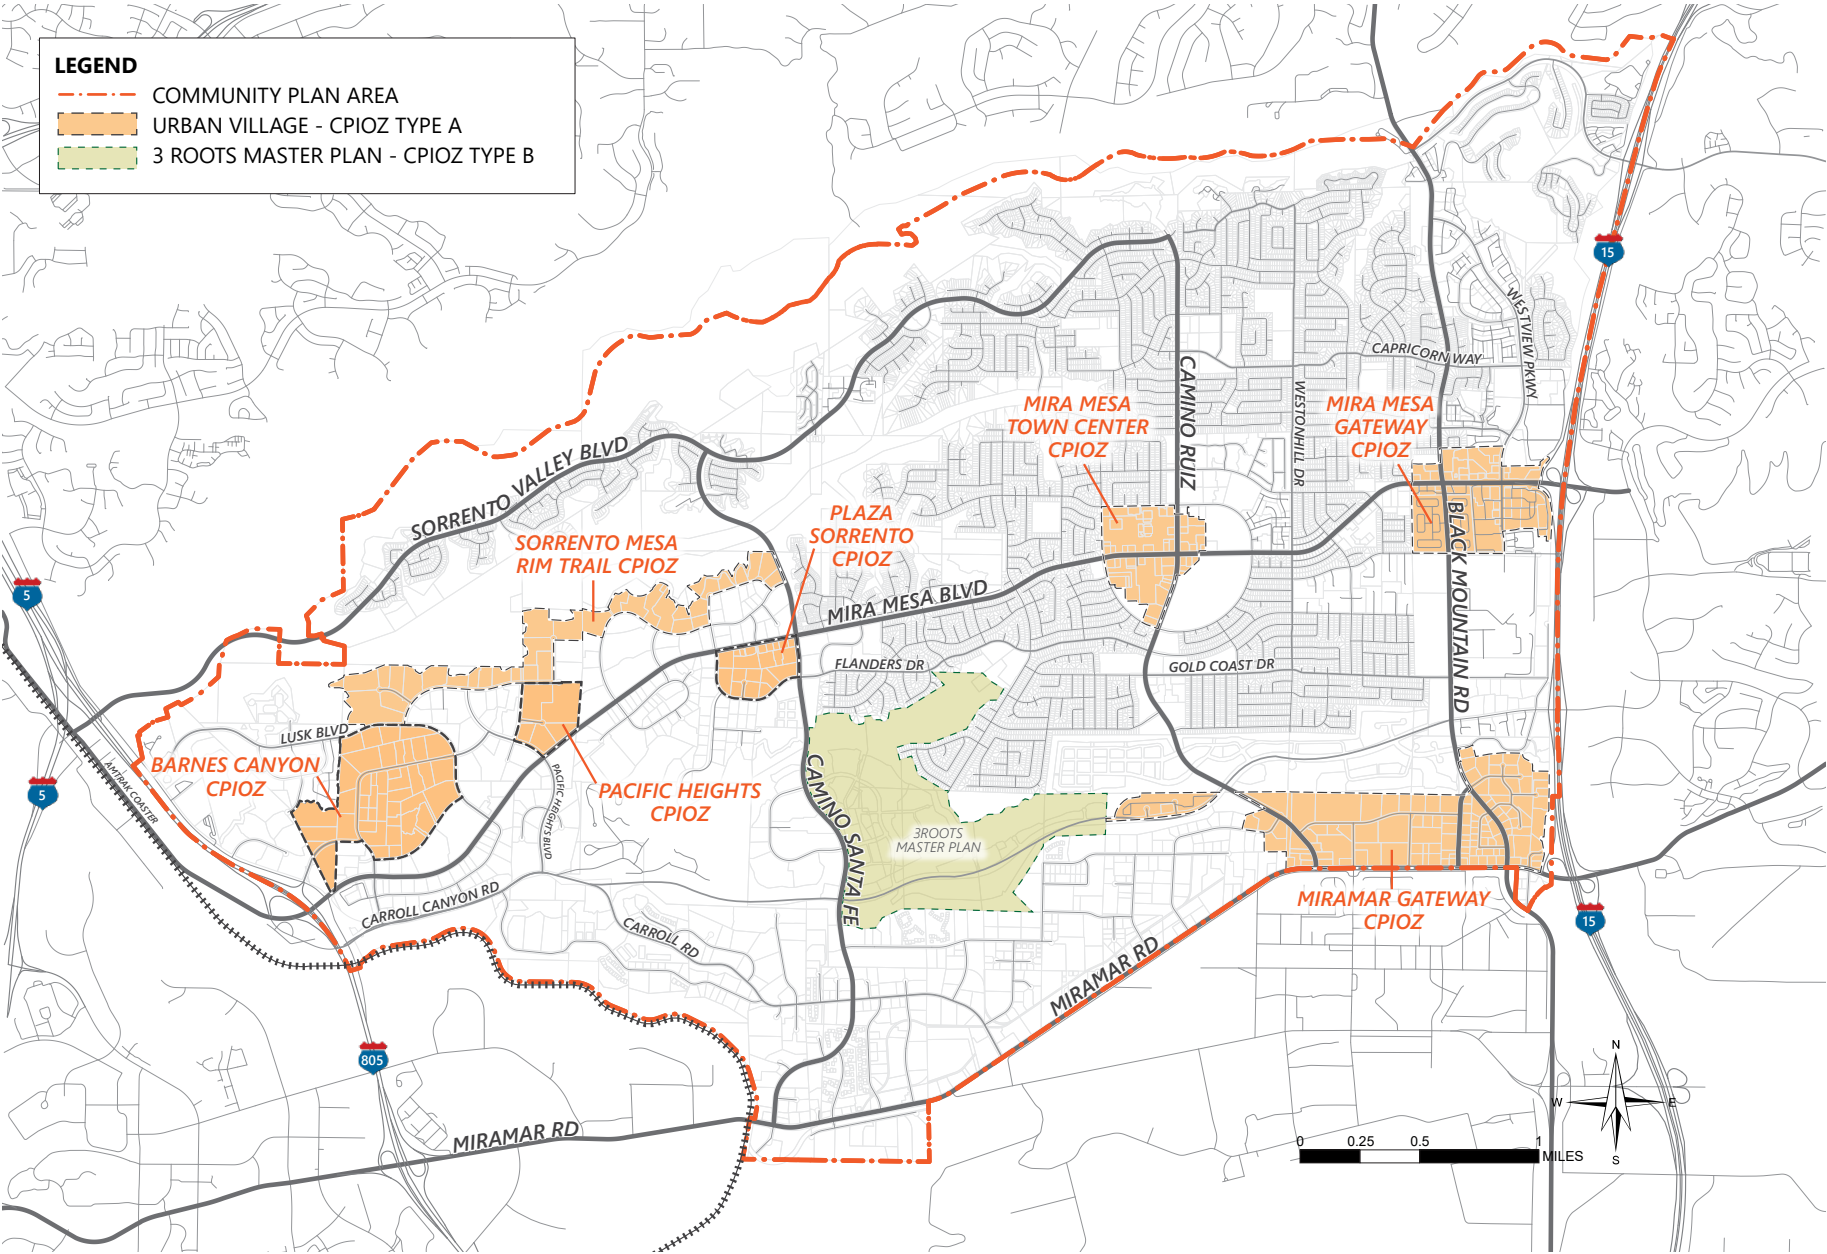 LEGEND
COMMUNITY PLAN AREA
URBAN VILLAGE - CPIOZ TYPE A
3 ROOTS MASTER PLAN - CPIOZ TYPE B
15
WESTVIEW PKWY
CAPRICORN WAY
CAMINO RUIZ
WESTONHILL DR
MIRA MESA
TOWN CENTER
CPIOZ
MIRA MESA
GATEWAY
CPIOZ
SORRENTO VALLEY BLVD
PLAZA
SORRENTO
CPIOZ
SORRENTO MESA
RIM TRAIL CPIOZ
BLACK MOUNTAIN RD
5
MIRA MESA BLVD
FLANDERS DR
GOLD COAST DR
LUSK BLVD
BARNES CANYON
CPIOZ
5
AMTRAK COASTER
PACIFIC HEIGHTS BLVD
PACIFIC HEIGHTS
CPIOZ
CAMINO SANTA FE
3ROOTS
MASTER PLAN
CARROLL CANYON RD
CARROLL RD
MIRAMAR GATEWAY
CPIOZ
15
MIRAMAR RD
805
MIRAMAR RD
N
W
E
S
0 0.25 0.5 1
MILES